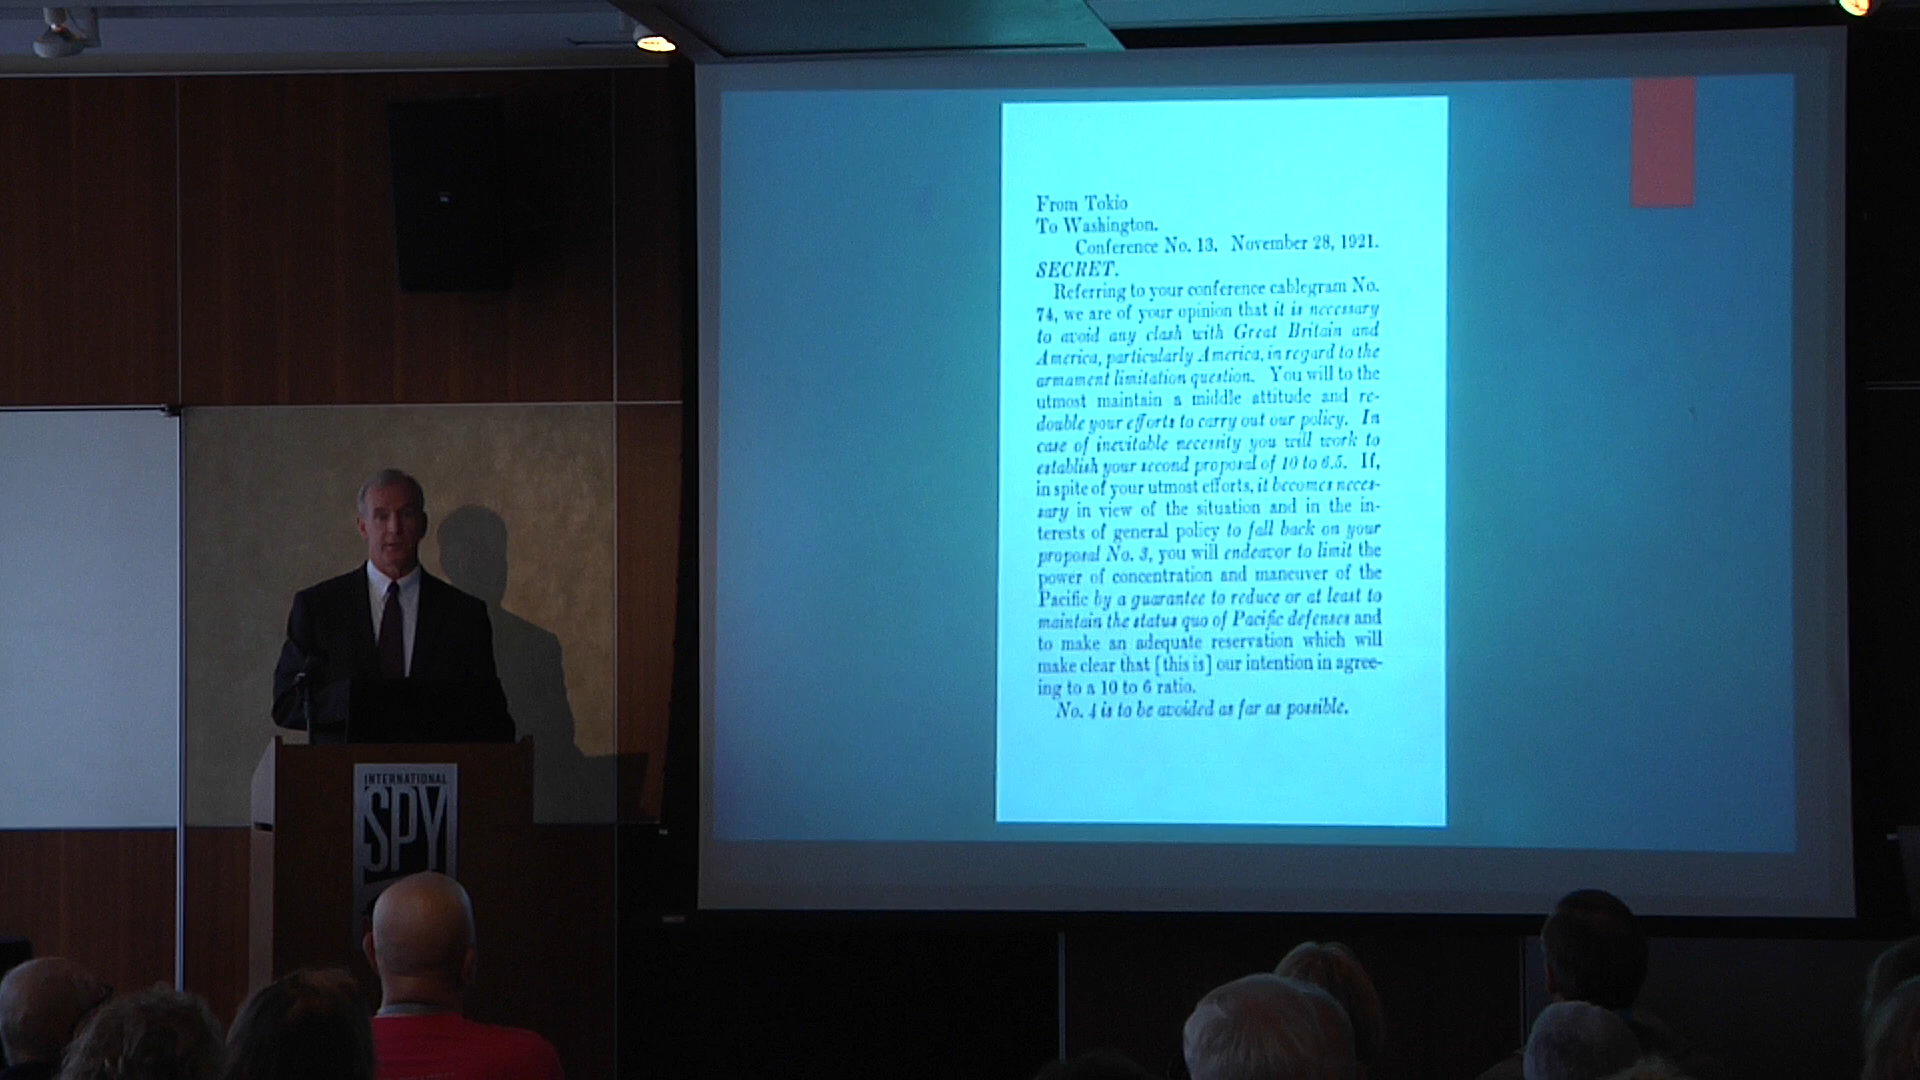 From Tokio
To Washington.
Conference No. 13. November 28, 1921.
SECRET.
Referring to your conference cablegram No.
74, we are of your opinion that it is necessary
to avoid any clash with Great Britain and
America, particularly America, in regard to the
armament limitation question. You will to the
utmost maintain a middle attitude and re-
double your efforts to carry out our policy. In
case of inevitable necessity you will work to
establish your second proposal of 10 to 6.5. If,
in spite of your utmost efforts, it becomes neces-
sary in view of the situation and in the in-
terests of general policy to fall back on your
proposal No. 3, you will endeavor to limit the
power of concentration and maneuver of the
Pacific by a guarantee to reduce or at least to
maintain the status quo of Pacific defenses and
to make an adequate reservation which will
make clear that [this is] our intention in agree-
ing to a 10 to 6 ratio.
No. 4 is to be avoided as far as possible.
INTERNATIONAL
SPY